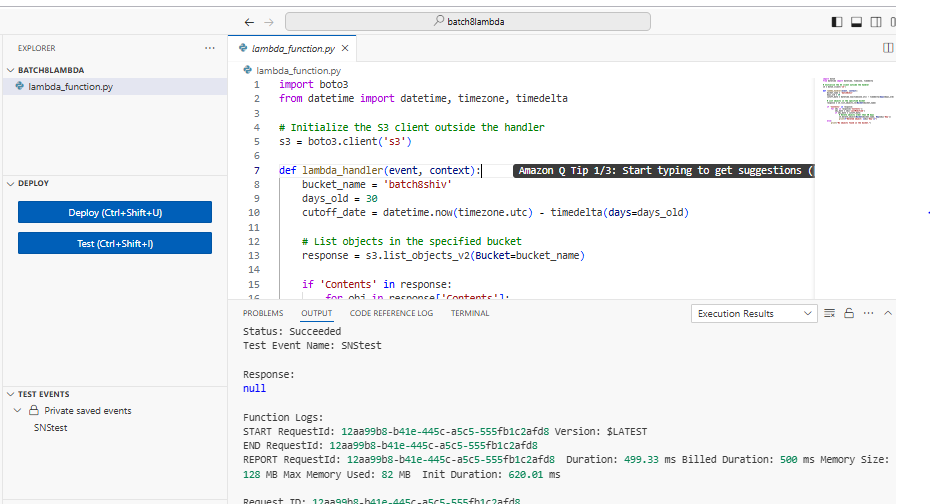 batch8lambda
EXPLORER
BATCH8LAMBDA
lambda_function.py
DEPLOY
Deploy (Ctrl+Shift+U)
Test (Ctrl+Shift+I)
TEST EVENTS
Private saved events
SNStest
lambda_function.py
lambda_function.py
1 import boto3
2 from datetime import datetime, timezone, timedelta
3
4 # Initialize the S3 client outside the handler
5 s3 = boto3.client('s3')
6
7 def lambda_handler(event, context): Amazon Q Tip 1/3: Start typing to get suggestions (
8 bucket_name = 'batch8shiv'
9 days_old = 30
10 cutoff_date = datetime.now(timezone.utc) - timedelta(days=days_old)
11
12 # List objects in the specified bucket
13 response = s3.list_objects_v2(Bucket=bucket_name)
14
15 if 'Contents' in response:
16 for obj in response['Contents']:
PROBLEMS OUTPUT CODE REFERENCE LOG TERMINAL Execution Results
Status: Succeeded
Test Event Name: SNStest
Response:
null
Function Logs:
START RequestId: 12aa99b8-b41e-445c-a5c5-555fb1c2afd8 Version: $LATEST
END RequestId: 12aa99b8-b41e-445c-a5c5-555fb1c2afd8
REPORT RequestId: 12aa99b8-b41e-445c-a5c5-555fb1c2afd8 Duration: 499.33 ms Billed Duration: 500 ms Memory Size:
128 MB Max Memory Used: 82 MB Init Duration: 620.01 ms
Request ID: 12aa99b8-b41e-445c-a5c5-555fb1c2afd8